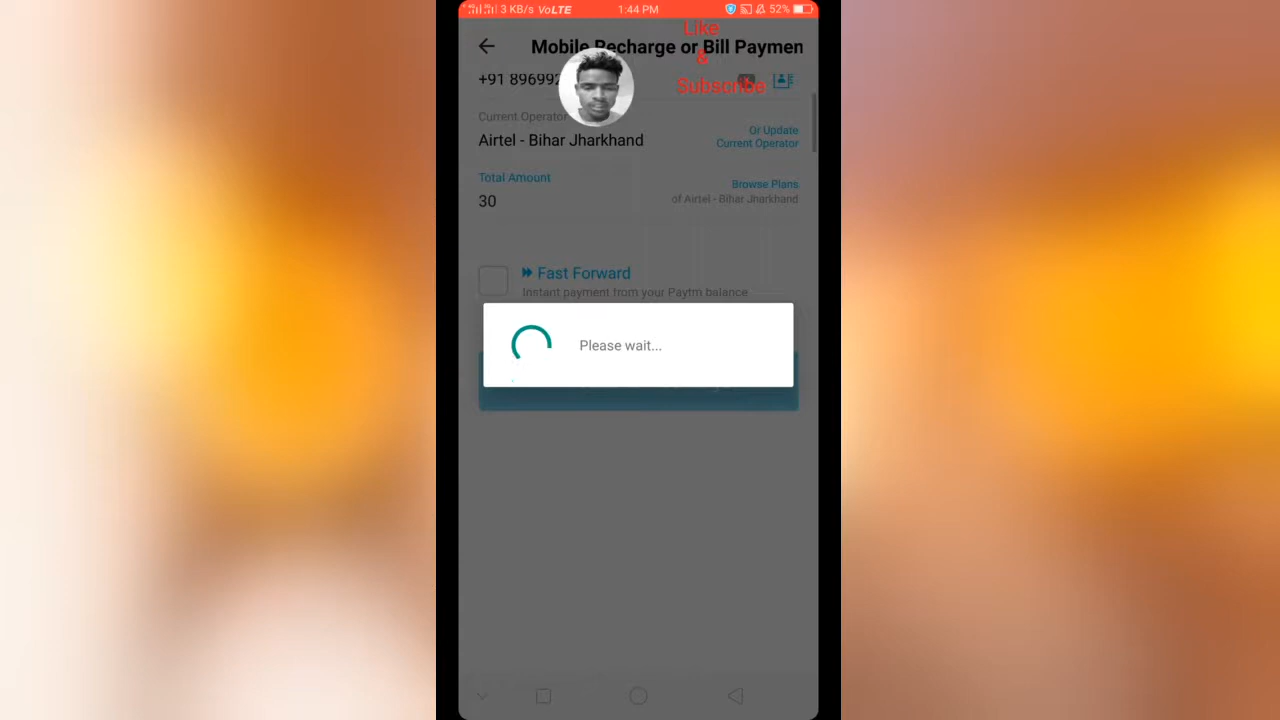 3 KB/s VoLTE 1:44 PM 52%
Like
Mobile Recharge or Bill Paymen
&
+91 89699
Subscribe
Current Operator
Airtel - Bihar Jharkhand
Or Update
Current Operator
Total Amount
Browse Plans
30
of Airtel - Bihar Jharkhand
Fast Forward
Instant payment from your Paytm balance
Please wait...